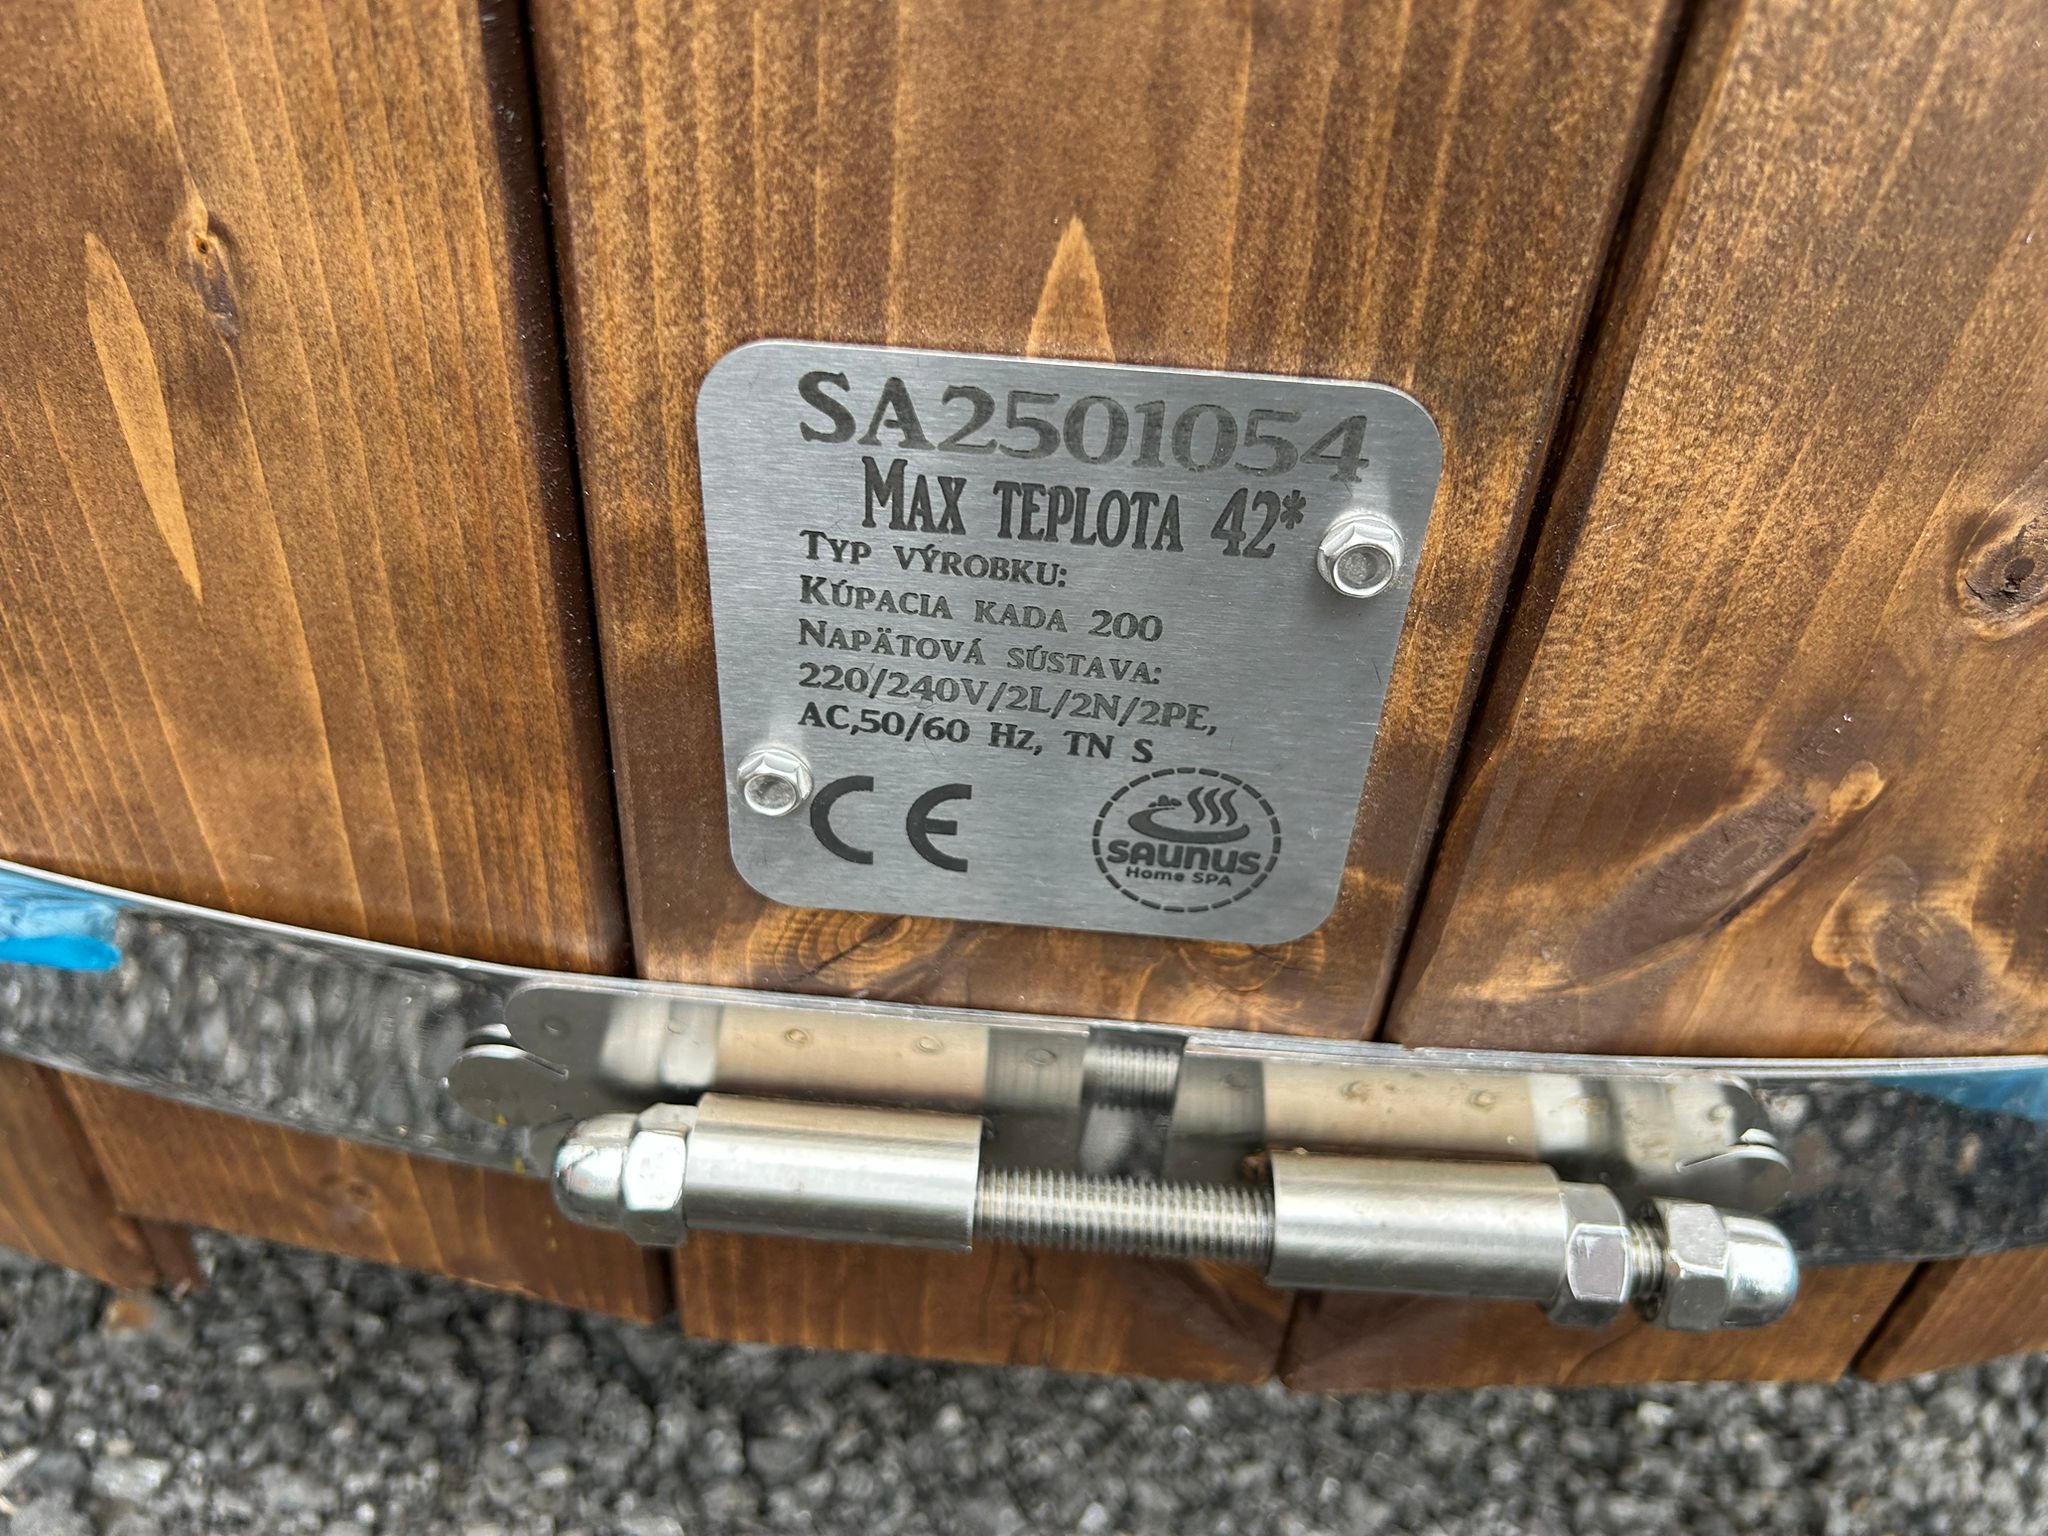 SA2501054
MAX TEPLOTA 42*
TYP VÝROBKU:
KÚPACIA KADA 200
NAPÄTOVÁ SÚSTAVA:
220/240V/2L/2N/2PE,
AC,50/60 HZ, TN S
CE
SAUNUS
Home SPA